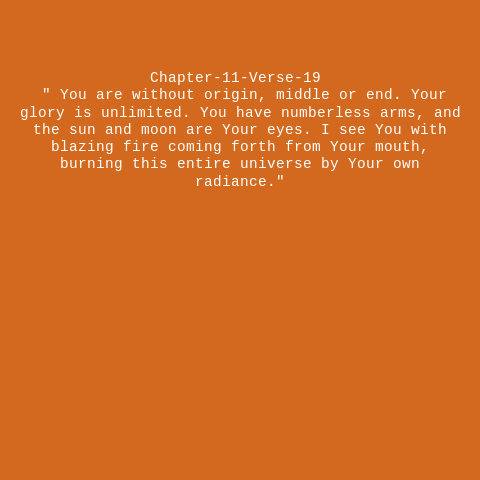 Chapter-11-Verse-19
" You are without origin, middle or end. Your
glory is unlimited. You have numberless arms, and
the sun and moon are Your eyes. I see You with
blazing fire coming forth from Your mouth,
burning this entire universe by Your own
radiance."